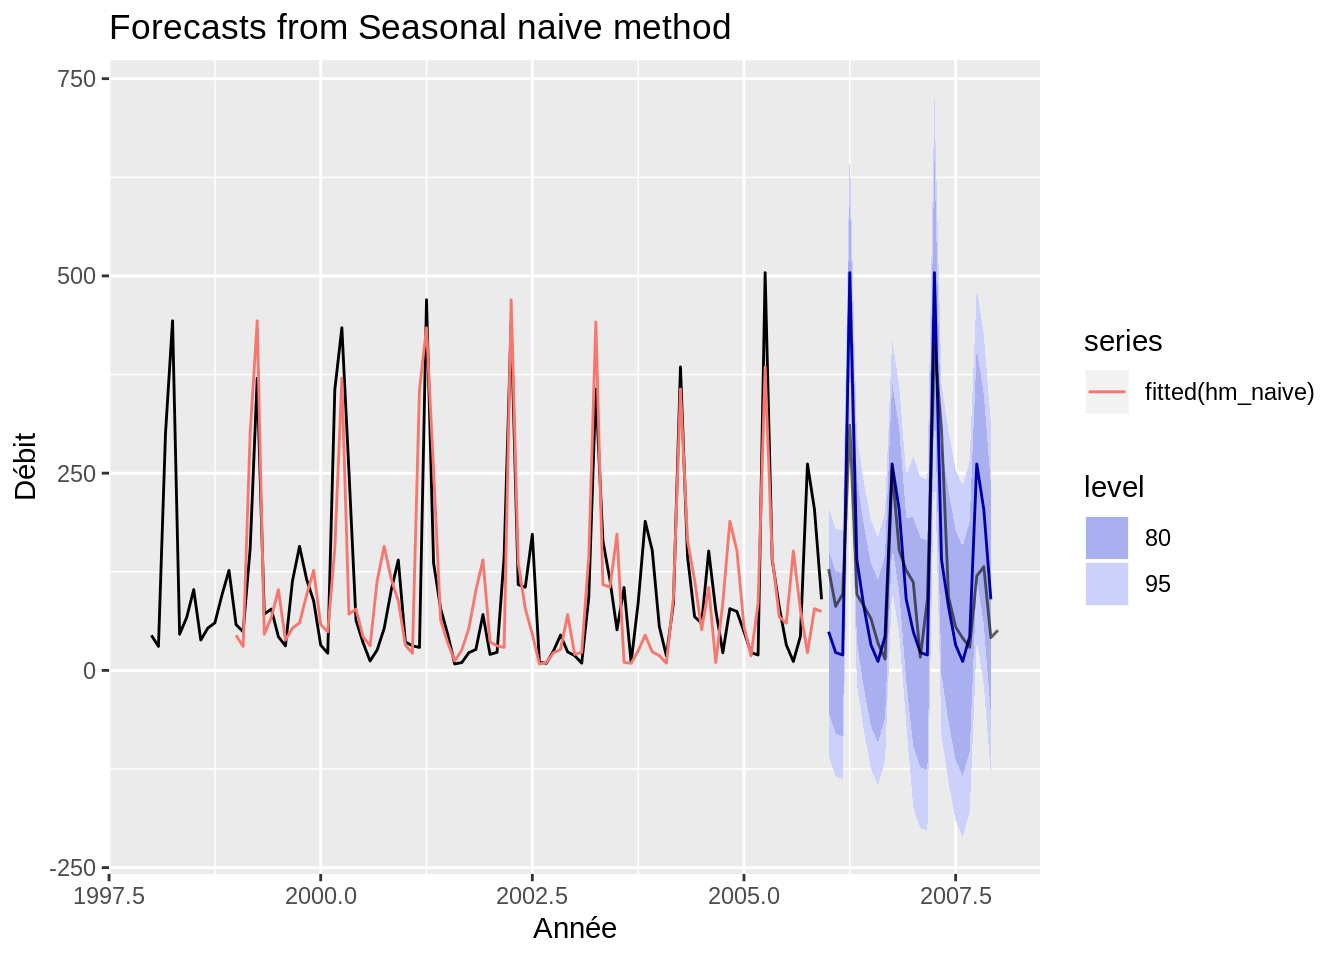 Forecasts from Seasonal naive method
750
500
250
0
-250
Débit
1997.5
2000.0
2002.5
2005.0
2007.5
Année
series
fitted(hm_naive)
level
80
95